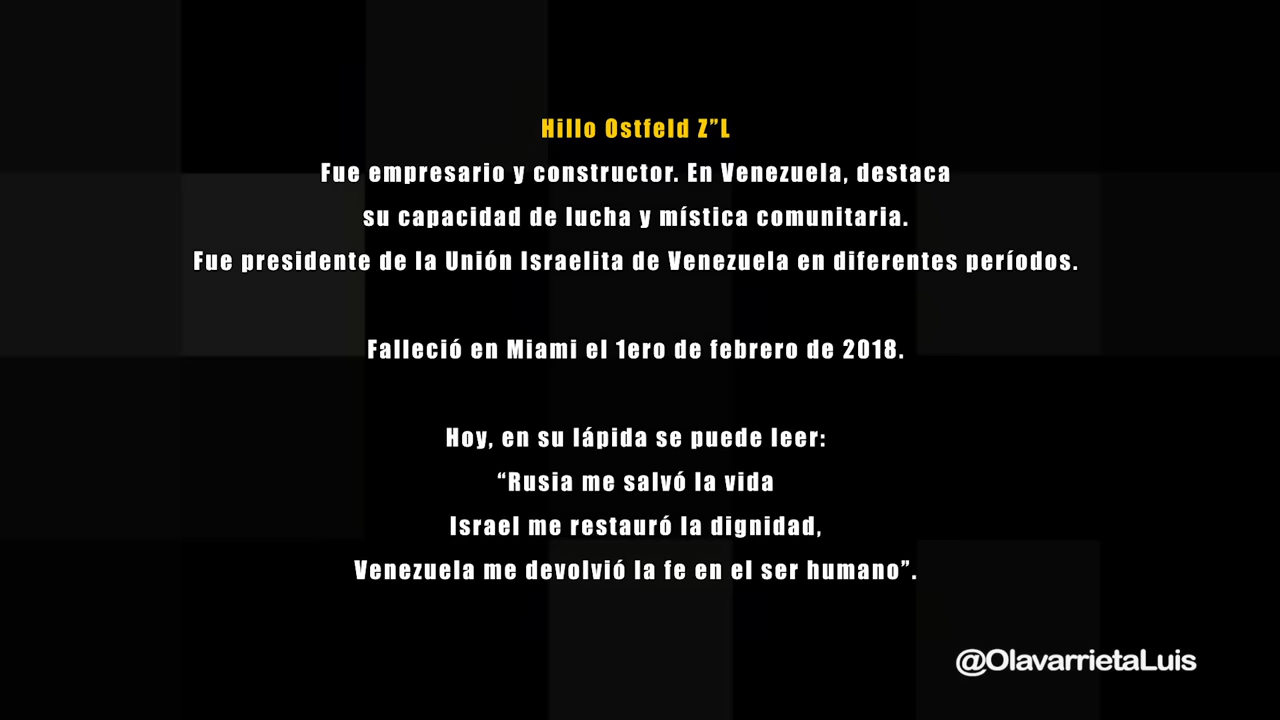 Hillo Ostfeld Z”L
Fue empresario y constructor. En Venezuela, destaca
su capacidad de lucha y mística comunitaria.
Fue presidente de la Unión Israelita de Venezuela en diferentes períodos.
Falleció en Miami el 1ero de febrero de 2018.
Hoy, en su lápida se puede leer:
“Rusia me salvó la vida
Israel me restauró la dignidad,
Venezuela me devolvió la fe en el ser humano”.
@OlavarrietaLuis